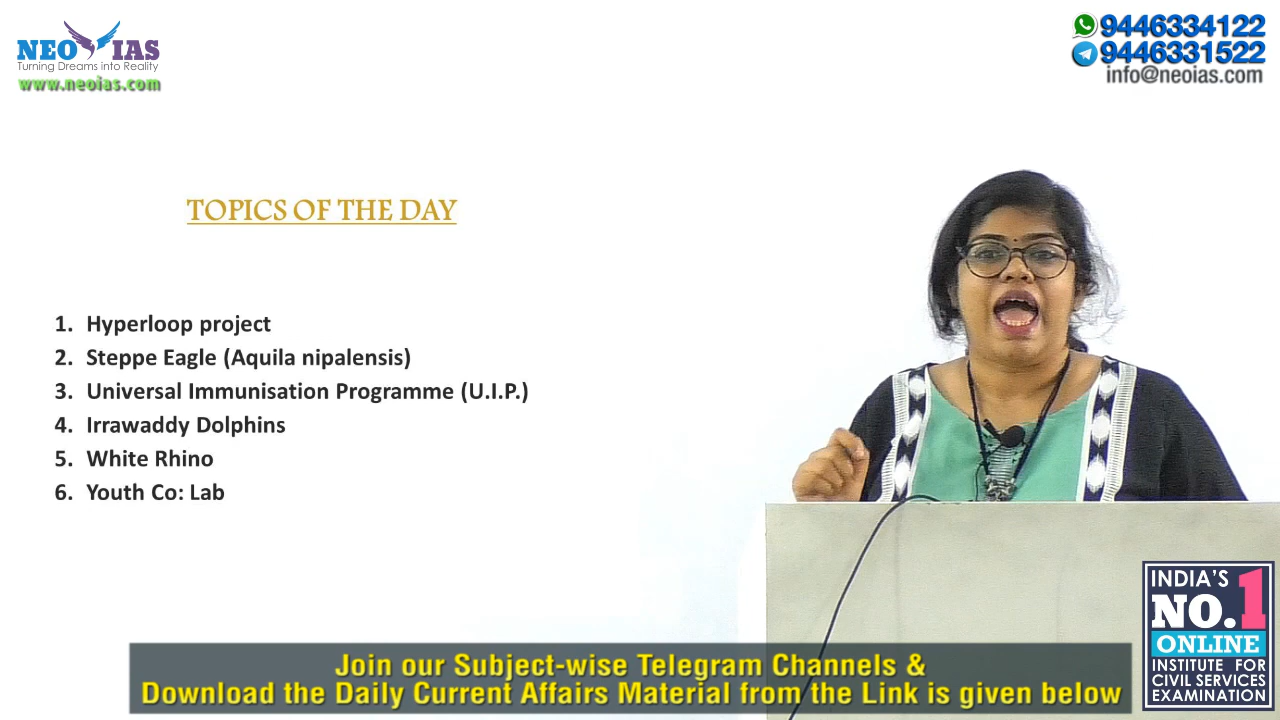 NEO IAS
Turning Dreams into Reality
www.neoias.com
9446334122
9446331522
info@neoias.com
TOPICS OF THE DAY
1. Hyperloop project
2. Steppe Eagle (Aquila nipalensis)
3. Universal Immunisation Programme (U.I.P.)
4. Irrawaddy Dolphins
5. White Rhino
6. Youth Co: Lab
INDIA'S
NO.1
ONLINE
INSTITUTE FOR
CIVIL SERVICES
EXAMINATION
Join our Subject-wise Telegram Channels &
Download the Daily Current Affairs Material from the Link is given below